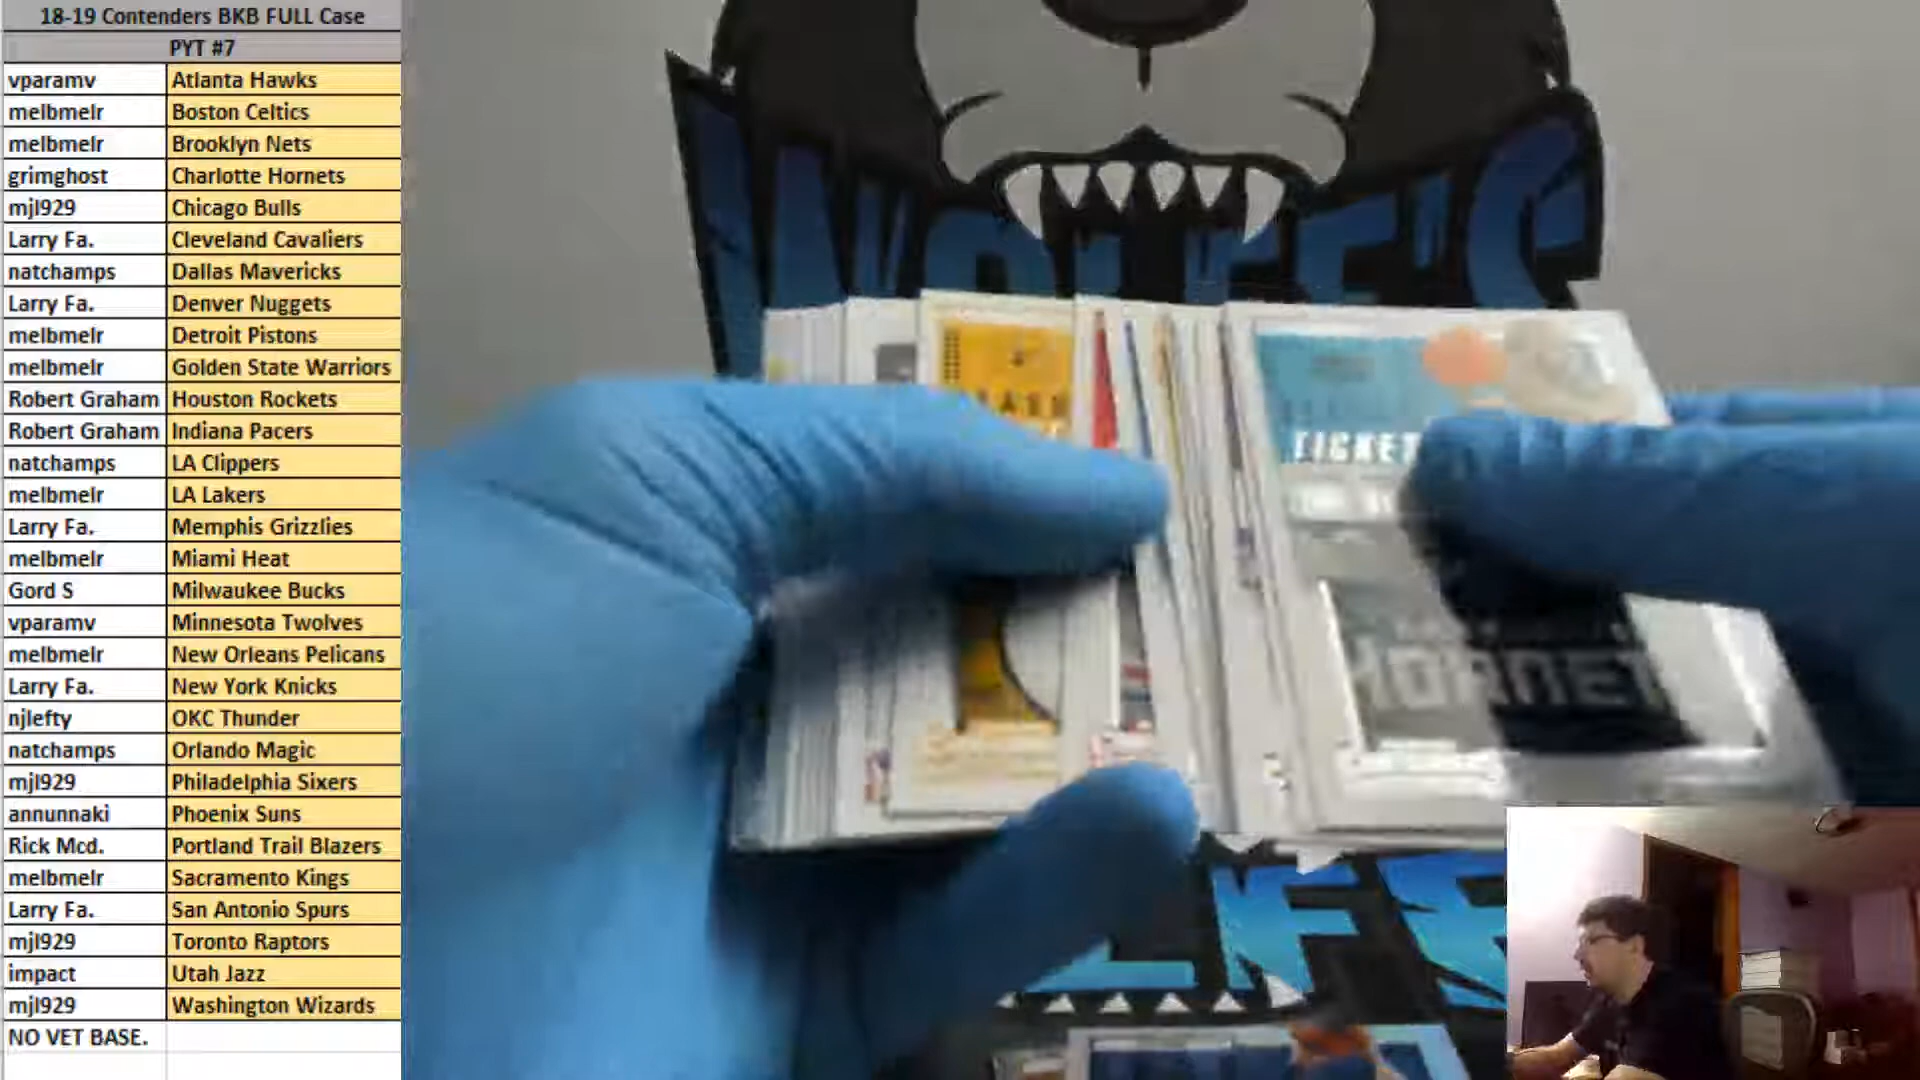 18-19 Contenders BKB FULL Case
PYT #7
vparamv Atlanta Hawks
melbmelr Boston Celtics
melbmelr Brooklyn Nets
grimghost Charlotte Hornets
mjl929 Chicago Bulls
Larry Fa. Cleveland Cavaliers
natchamps Dallas Mavericks
Larry Fa. Denver Nuggets
melbmelr Detroit Pistons
melbmelr Golden State Warriors
Robert Graham Houston Rockets
Robert Graham Indiana Pacers
natchamps LA Clippers
melbmelr LA Lakers
Larry Fa. Memphis Grizzlies
melbmelr Miami Heat
Gord S Milwaukee Bucks
vparamv Minnesota Twolves
melbmelr New Orleans Pelicans
Larry Fa. New York Knicks
njlefty OKC Thunder
natchamps Orlando Magic
mjl929 Philadelphia Sixers
annunnaki Phoenix Suns
Rick Mcd. Portland Trail Blazers
melbmelr Sacramento Kings
Larry Fa. San Antonio Spurs
mjl929 Toronto Raptors
impact Utah Jazz
mjl929 Washington Wizards
NO VET BASE.
TICKET
HORNET